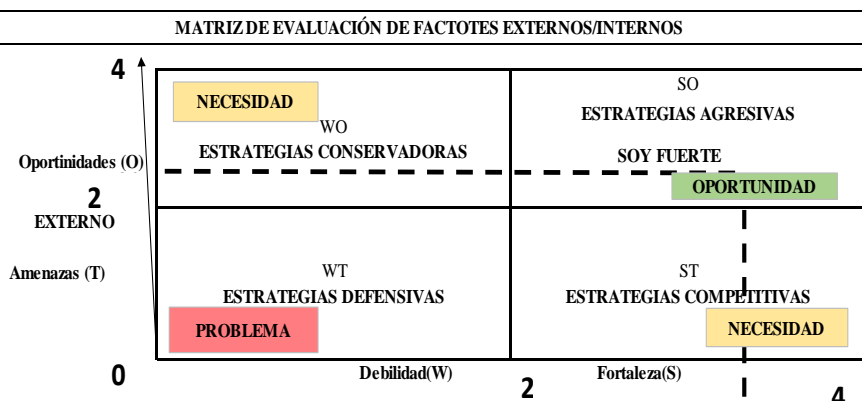 MATRIZ DE EVALUACIÓN DE FACTOTES EXTERNOS/INTERNOS
4
NECESIDAD
WO
ESTRATEGIAS CONSERVADORAS
SO
ESTRATEGIAS AGRESIVAS
SOY FUERTE
OPORTUNIDAD
Oportinidades (O)
2
EXTERNO
Amenazas (T)
WT
ESTRATEGIAS DEFENSIVAS
PROBLEMA
ST
ESTRATEGIAS COMPETITIVAS
NECESIDAD
0
Debilidad(W)
2
Fortaleza(S)
4